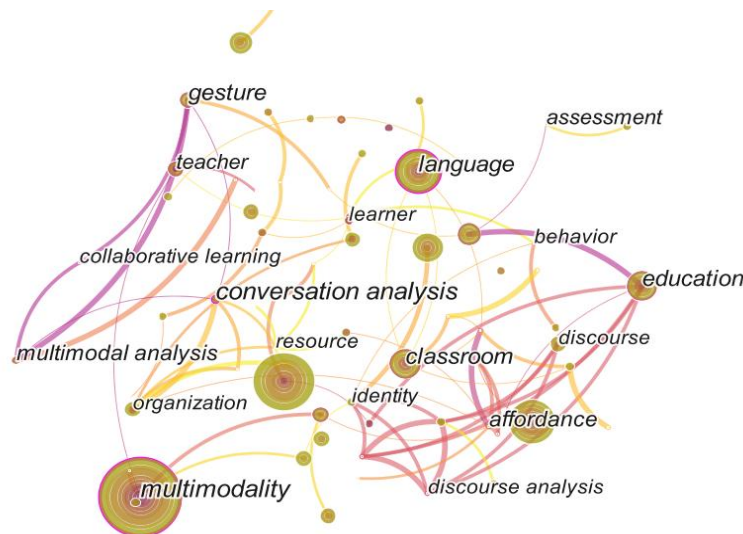 gesture
assessment
teacher
language
learner
behavior
collaborative learning
education
conversation analysis
discourse
resource
classroom
multimodal analysis
identity
organization
affordance
multimodality
discourse analysis